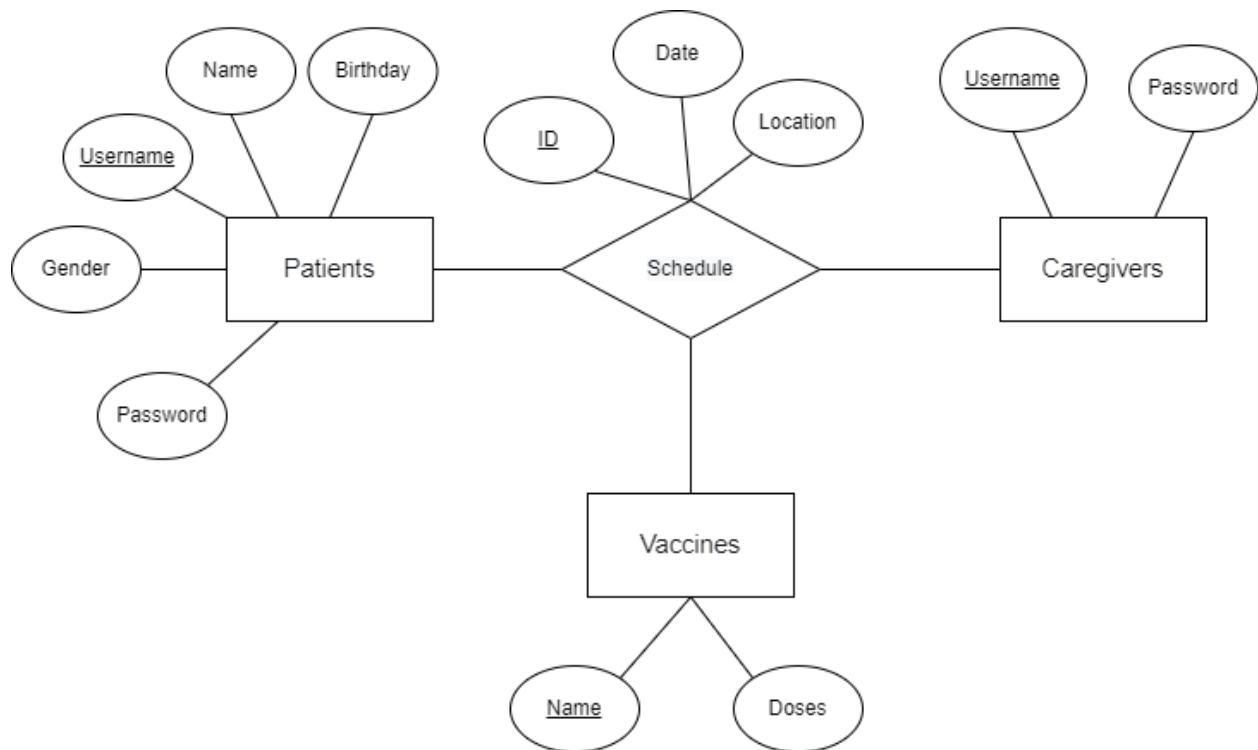 Date
Name
Birthday
Username
Password
Location
ID
Username
Gender
Patients
Schedule
Caregivers
Password
Vaccines
Name
Doses